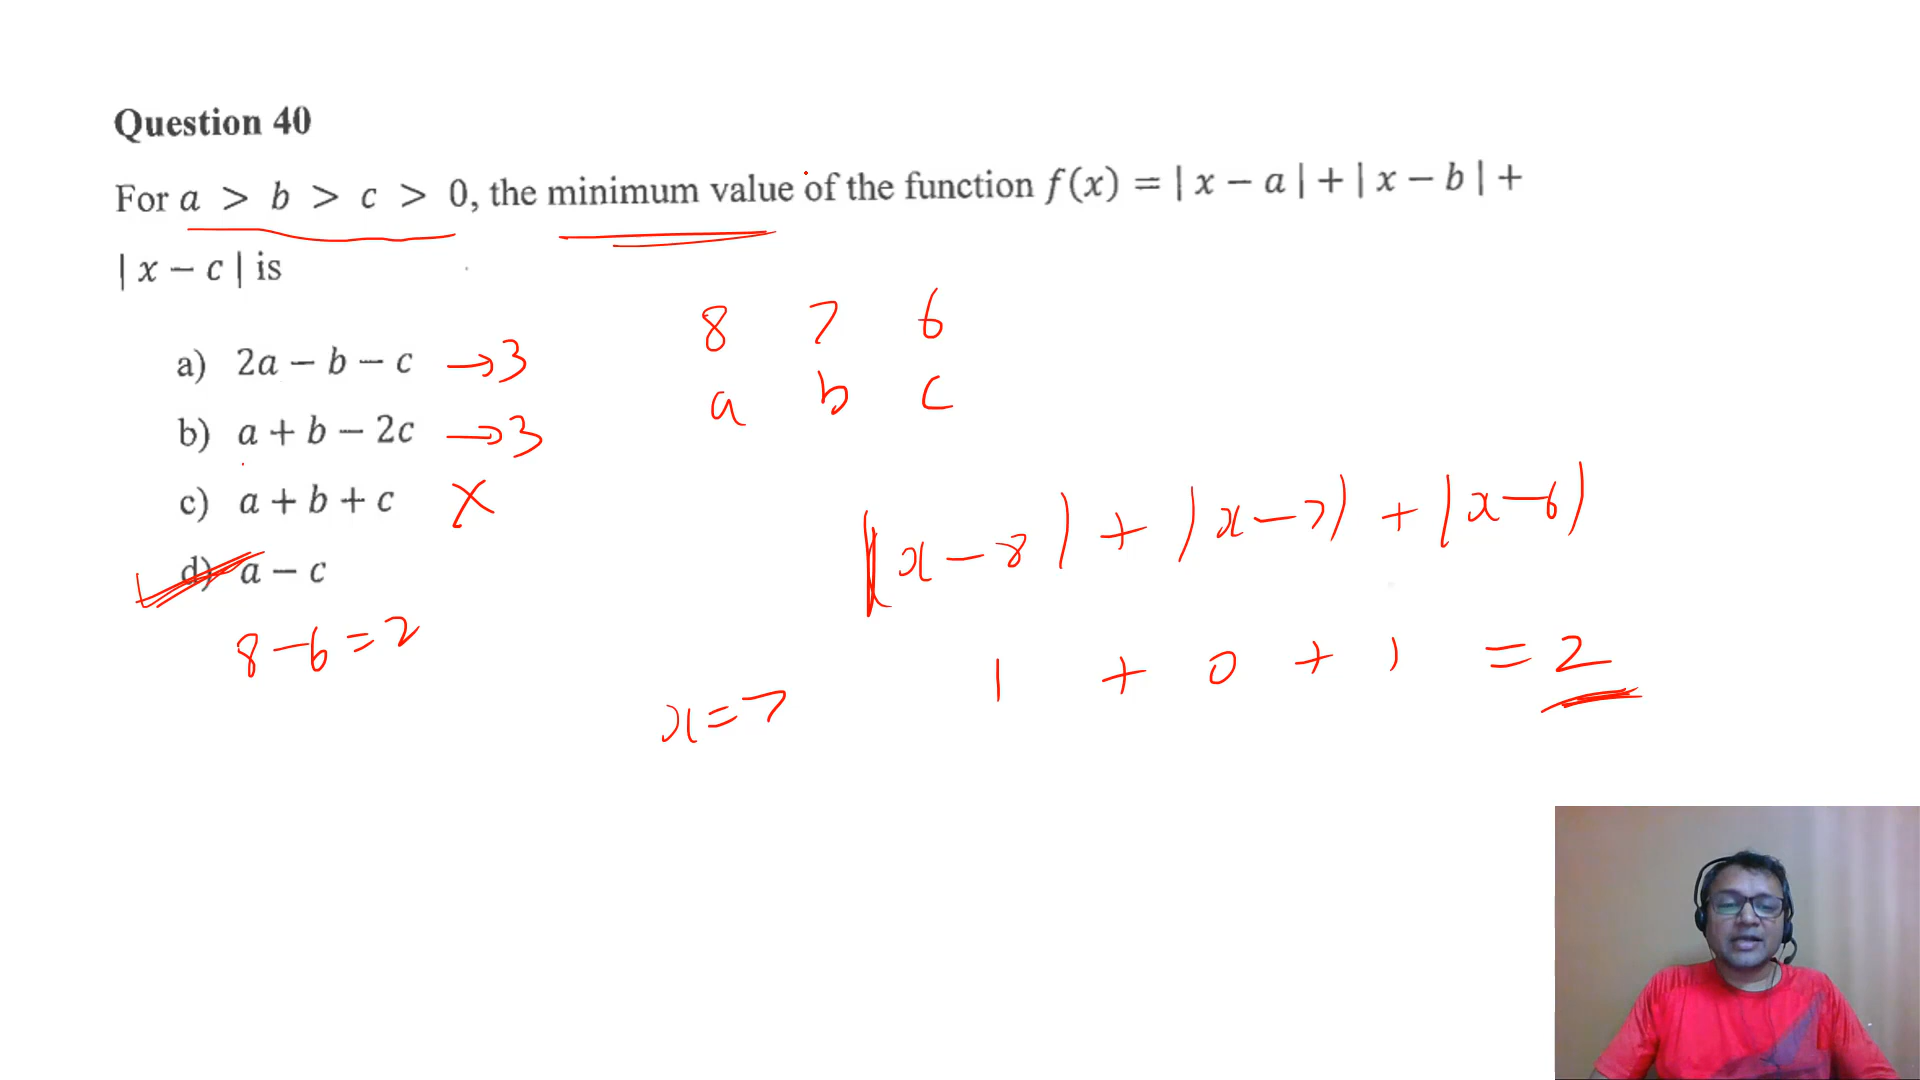 Question 40
For a > b > c > 0, the minimum value of the function f(x) = | x − a | + | x − b | +
| x − c | is
8 7 6
a) 2a − b − c → 3
a b c
b) a + b − 2c → 3
c) a + b + c X
|x − 8| + |x − 7| + |x − 6|
d) a − c
8 − 6 = 2
1 + 0 + 1 = 2
x = 7